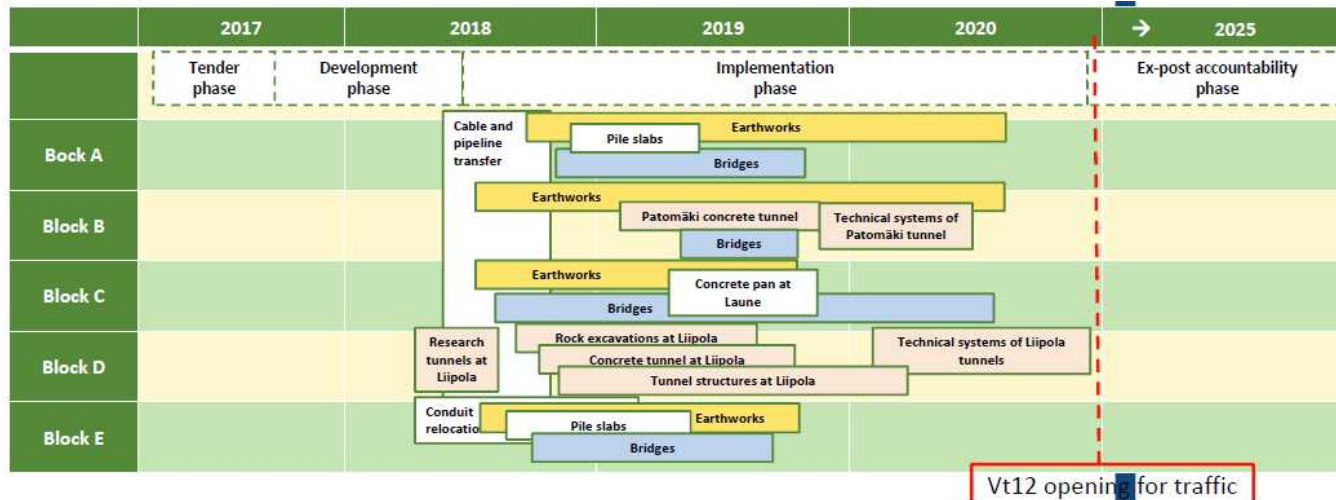 2017 2018 2019 2020 → 2025
Tender
phase
Development
phase
Implementation
phase
Ex-post accountability
phase
Bock A
Cable and
pipeline
transfer
Earthworks
Pile slabs
Bridges
Block B
Earthworks
Patomäki concrete tunnel
Technical systems of
Patomäki tunnel
Bridges
Block C
Earthworks
Concrete pan at
Laune
Bridges
Block D
Research
tunnels at
Liipola
Rock excavations at Liipola
Concrete tunnel at Liipola
Tunnel structures at Liipola
Technical systems of Liipola
tunnels
Block E
Conduit
relocation
Earthworks
Pile slabs
Bridges
Vt12 opening for traffic